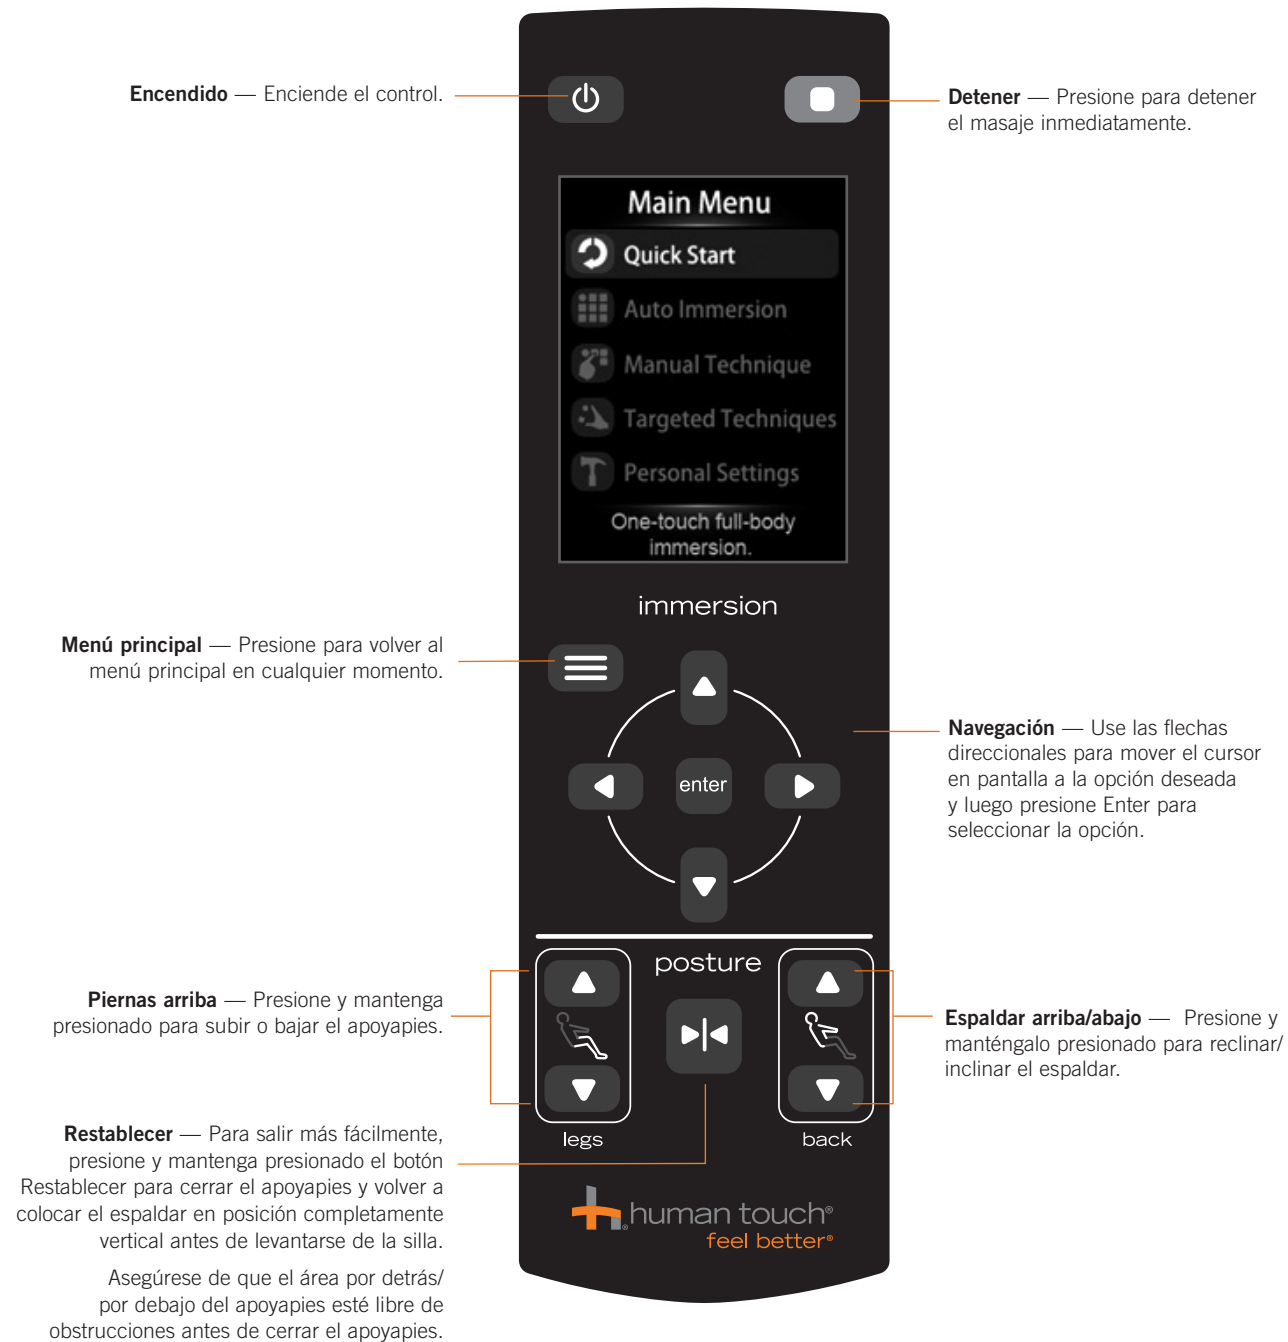 Encendido — Enciende el control.
Detener — Presione para detener
el masaje inmediatamente.
Main Menu
Quick Start
Auto Immersion
Manual Technique
Targeted Techniques
Personal Settings
One-touch full-body
immersion.
immersion
Menú principal — Presione para volver al
menú principal en cualquier momento.
enter
Navegación — Use las flechas
direccionales para mover el cursor
en pantalla a la opción deseada
y luego presione Enter para
seleccionar la opción.
posture
Piernas arriba — Presione y mantenga
presionado para subir o bajar el apoyapies.
Espaldar arriba/abajo — Presione y
manténgalo presionado para reclinar/
inclinar el espaldar.
legs
back
Restablecer — Para salir más fácilmente,
presione y mantenga presionado el botón
Restablecer para cerrar el apoyapies y volver a
colocar el espaldar en posición completamente
vertical antes de levantarse de la silla.
Asegúrese de que el área por detrás/
por debajo del apoyapies esté libre de
obstrucciones antes de cerrar el apoyapies.
human touch®
feel better®